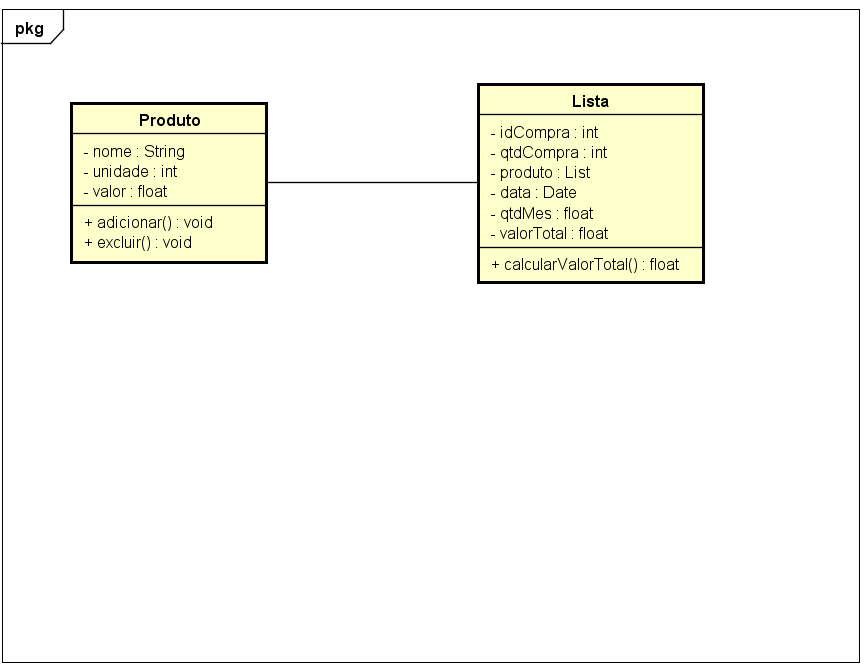 pkg
Produto
- nome : String
- unidade : int
- valor : float
+ adicionar() : void
+ excluir() : void
Lista
- idCompra : int
- qtdCompra : int
- produto : List
- data : Date
- qtdMes : float
- valorTotal : float
+ calcularValorTotal() : float